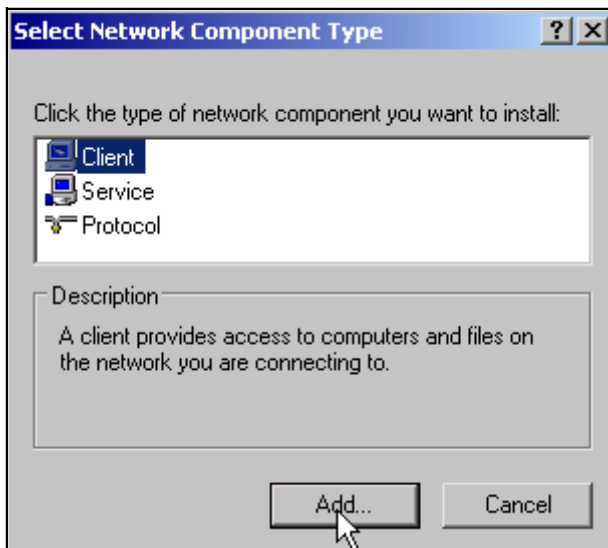 Select Network Component Type
Click the type of network component you want to install:
Client
Service
Protocol
Description
A client provides access to computers and files on
the network you are connecting to.
Add... Cancel